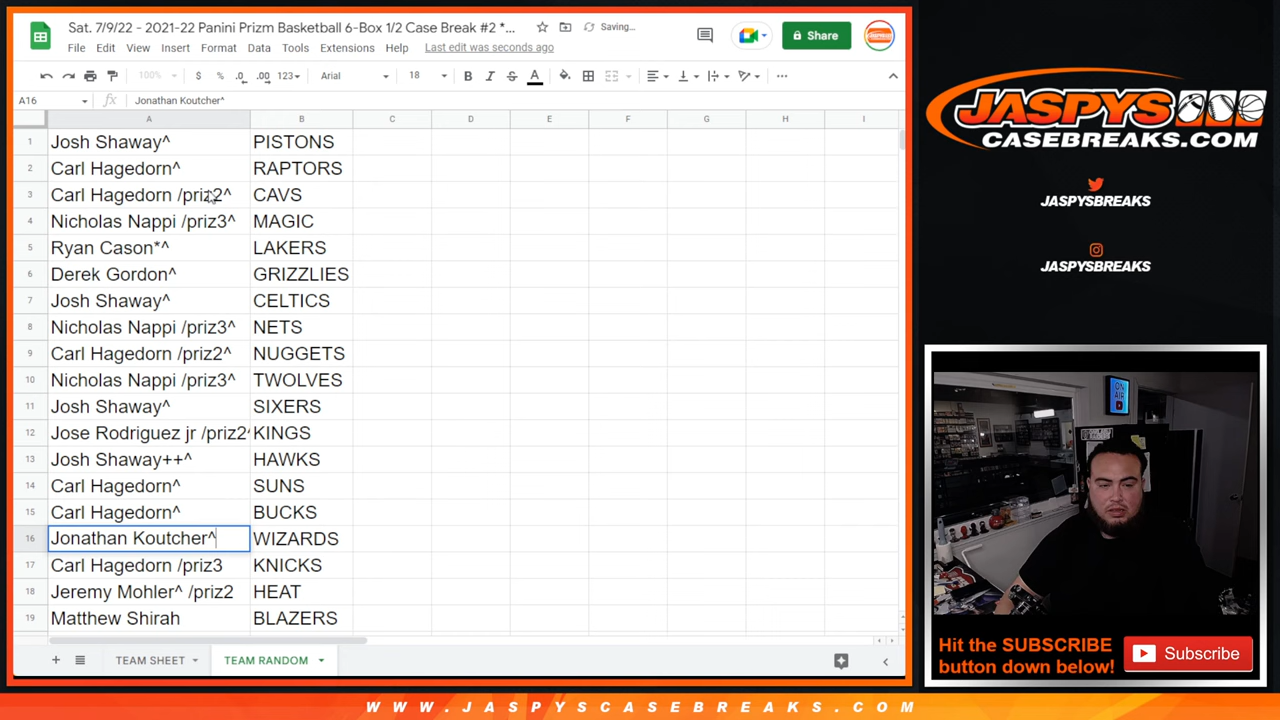 Sat. 7/9/22 - 2021-22 Panini Prizm Basketball 6-Box 1/2 Case Break #2 *...
Saving...
Share
File Edit View Insert Format Data Tools Extensions Help Last edit was seconds ago
100% $ % .0 .00 123 Arial 18 B I S A
A16 fx Jonathan Koutcher^
A B C D E F G H I
1 Josh Shaway^ PISTONS
2 Carl Hagedorn^ RAPTORS
3 Carl Hagedorn /priz2^ CAVS
4 Nicholas Nappi /priz3^ MAGIC
5 Ryan Cason*^ LAKERS
6 Derek Gordon^ GRIZZLIES
7 Josh Shaway^ CELTICS
8 Nicholas Nappi /priz3^ NETS
9 Carl Hagedorn /priz2^ NUGGETS
10 Nicholas Nappi /priz3^ TWOLVES
11 Josh Shaway^ SIXERS
12 Jose Rodriguez jr /priz2^ KINGS
13 Josh Shaway++^ HAWKS
14 Carl Hagedorn^ SUNS
15 Carl Hagedorn^ BUCKS
16 Jonathan Koutcher^ WIZARDS
17 Carl Hagedorn /priz3 KNICKS
18 Jeremy Mohler^ /priz2 HEAT
19 Matthew Shirah BLAZERS
TEAM SHEET TEAM RANDOM
JASPYS
CASEBREAKS.COM
JASPYSBREAKS
JASPYSBREAKS
ON
AIR
Hit the SUBSCRIBE
button down below!
Subscribe
WWW.JASPYSCASEBREAKS.COM